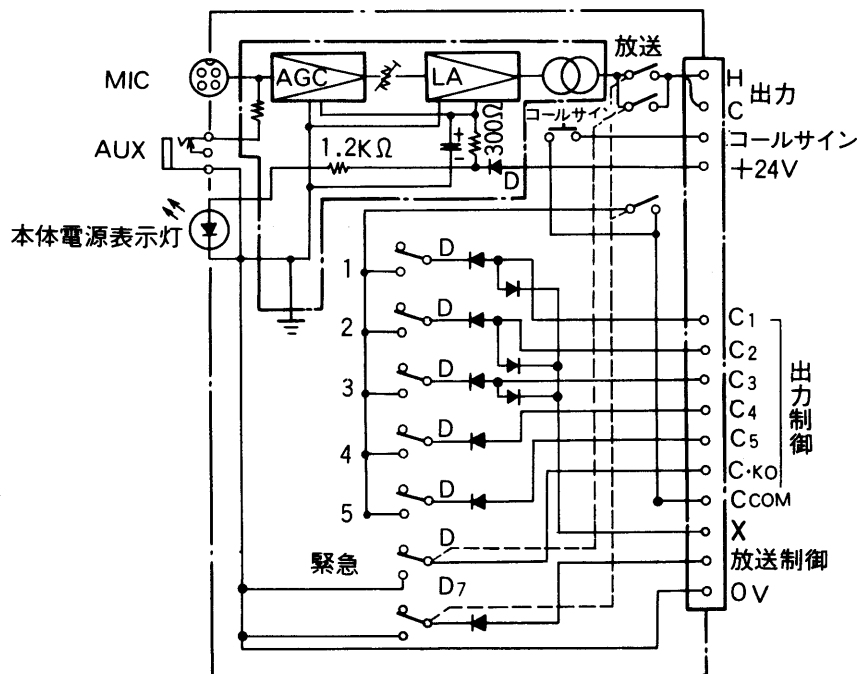 放送
MIC
AGC
LA
H
出力
C
コールサイン
コールサイン
AUX
1.2KΩ
300Ω
D
+24V
本体電源表示灯
1
D
2
D
3
D
4
D
5
D
C1
C2
C3
C4
C5
C·KO
CCOM
出力制御
X
緊急
D
放送制御
D7
0V